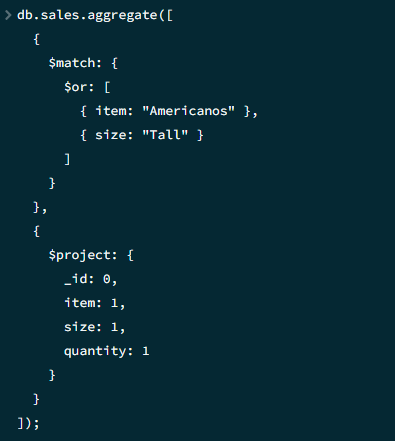 > db.sales.aggregate([
  {
    $match: {
      $or: [
        { item: "Americanos" },
        { size: "Tall" }
      ]
    }
  },
  {
    $project: {
      _id: 0,
      item: 1,
      size: 1,
      quantity: 1
    }
  }
]);